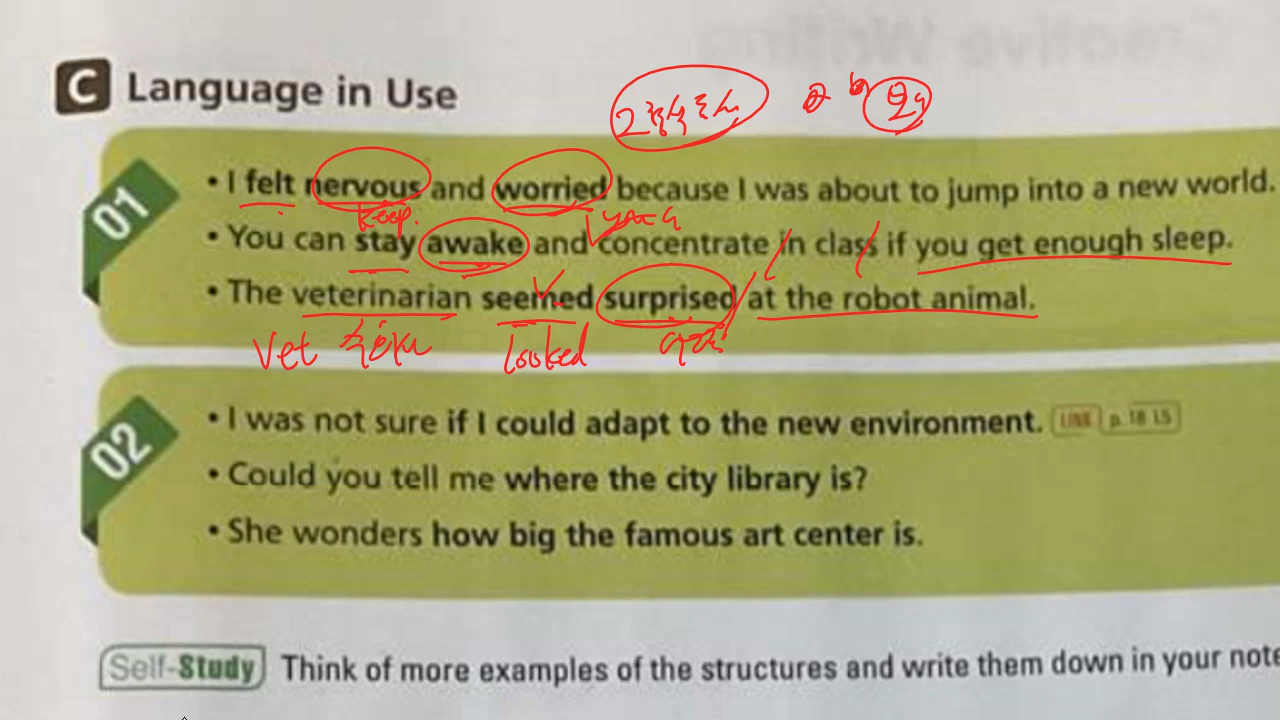 Creative Writing
C Language in Use
01
• I felt nervous and worried because I was about to jump into a new world.
keep.
• You can stay awake and concentrate in class if you get enough sleep.
• The veterinarian seemed surprised at the robot animal.
vet looked
02
• I was not sure if I could adapt to the new environment. LINK p. 18 L5
• Could you tell me where the city library is?
• She wonders how big the famous art center is.
Self-Study Think of more examples of the structures and write them down in your note